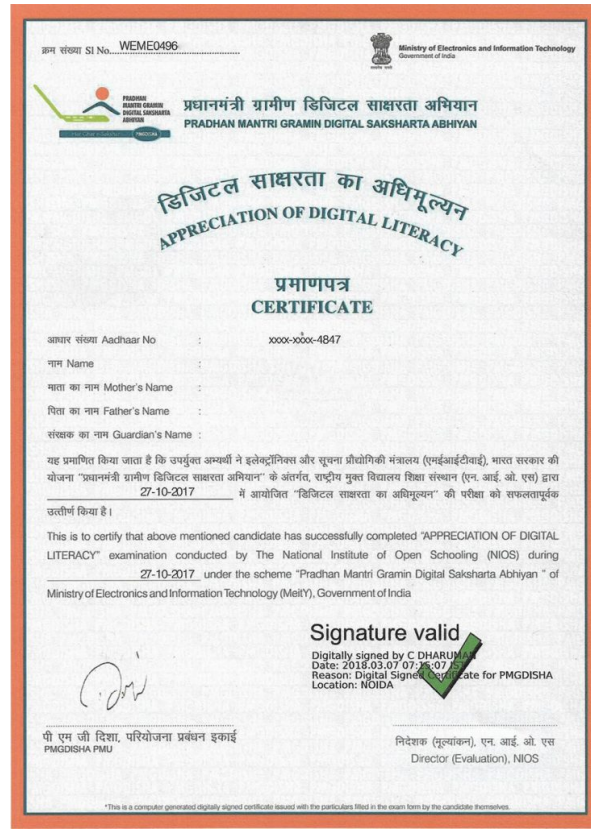 क्रम संख्या SI No. WEME0496
Ministry of Electronics and Information Technology
Government of India
PRADHAN
MANTRI GRAMIN
DIGITAL SAKSHARTA
ABHIYAN
PMGDISHA
प्रधानमंत्री ग्रामीण डिजिटल साक्षरता अभियान
PRADHAN MANTRI GRAMIN DIGITAL SAKSHARTA ABHIYAN
डिजिटल साक्षरता का अधिमूल्यन
APPRECIATION OF DIGITAL LITERACY
प्रमाणपत्र
CERTIFICATE
आधार संख्या Aadhaar No : xxxx-xxxx-4847
नाम Name :
माता का नाम Mother's Name :
पिता का नाम Father's Name :
संरक्षक का नाम Guardian's Name :
यह प्रमाणित किया जाता है कि उपर्युक्त अभ्यर्थी ने इलेक्ट्रॉनिक्स और सूचना प्रौद्योगिकी मंत्रालय (एमईआईटीवाई), भारत सरकार की
योजना "प्रधानमंत्री ग्रामीण डिजिटल साक्षरता अभियान" के अंतर्गत, राष्ट्रीय मुक्त विद्यालय शिक्षा संस्थान (एन. आई. ओ. एस) द्वारा
27-10-2017 में आयोजित "डिजिटल साक्षरता का अधिमूल्यन" की परीक्षा को सफलतापूर्वक
उत्तीर्ण किया है।
This is to certify that above mentioned candidate has successfully completed "APPRECIATION OF DIGITAL
LITERACY" examination conducted by The National Institute of Open Schooling (NIOS) during
27-10-2017 under the scheme "Pradhan Mantri Gramin Digital Saksharta Abhiyan " of
Ministry of Electronics and Information Technology (MeitY), Government of India
Signature valid
Digitally signed by C DHARUMAN
Date: 2018.03.07 07:15:07 IST
Reason: Digital Signed Certificate for PMGDISHA
Location: NOIDA
पी एम जी दिशा, परियोजना प्रबंधन इकाई
PMGDISHA PMU
निदेशक (मूल्यांकन), एन. आई. ओ. एस
Director (Evaluation), NIOS
*This is a computer generated digitally signed certificate issued with the particulars filled in the exam form by the candidate themselves.